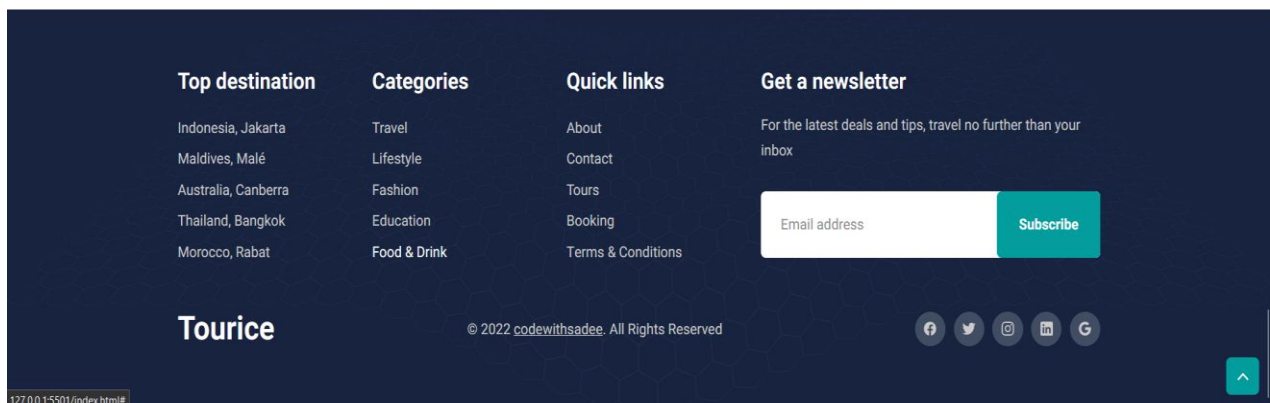 Top destination
Indonesia, Jakarta
Maldives, Malé
Australia, Canberra
Thailand, Bangkok
Morocco, Rabat
Categories
Travel
Lifestyle
Fashion
Education
Food & Drink
Quick links
About
Contact
Tours
Booking
Terms & Conditions
Get a newsletter
For the latest deals and tips, travel no further than your
inbox
Email address
Subscribe
Tourice
© 2022 codewithsadee. All Rights Reserved
127.0.0.1:5501/index.html#